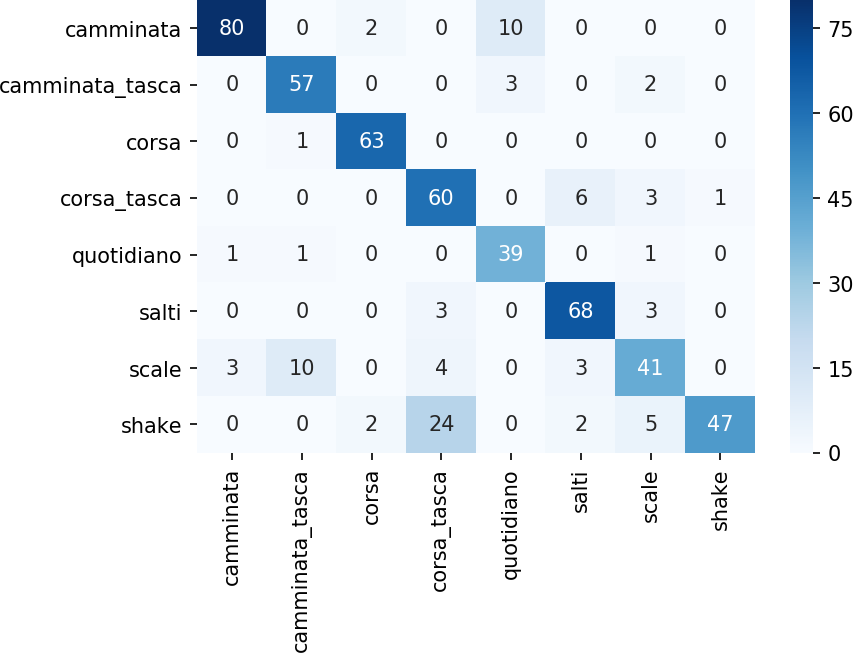 camminata 80 0 2 0 10 0 0 0
camminata_tasca 0 57 0 0 3 0 2 0
corsa 0 1 63 0 0 0 0 0
corsa_tasca 0 0 0 60 0 6 3 1
quotidiano 1 1 0 0 39 0 1 0
salti 0 0 0 3 0 68 3 0
scale 3 10 0 4 0 3 41 0
shake 0 0 2 24 0 2 5 47
camminata
camminata_tasca
corsa
corsa_tasca
quotidiano
salti
scale
shake
75
60
45
30
15
0